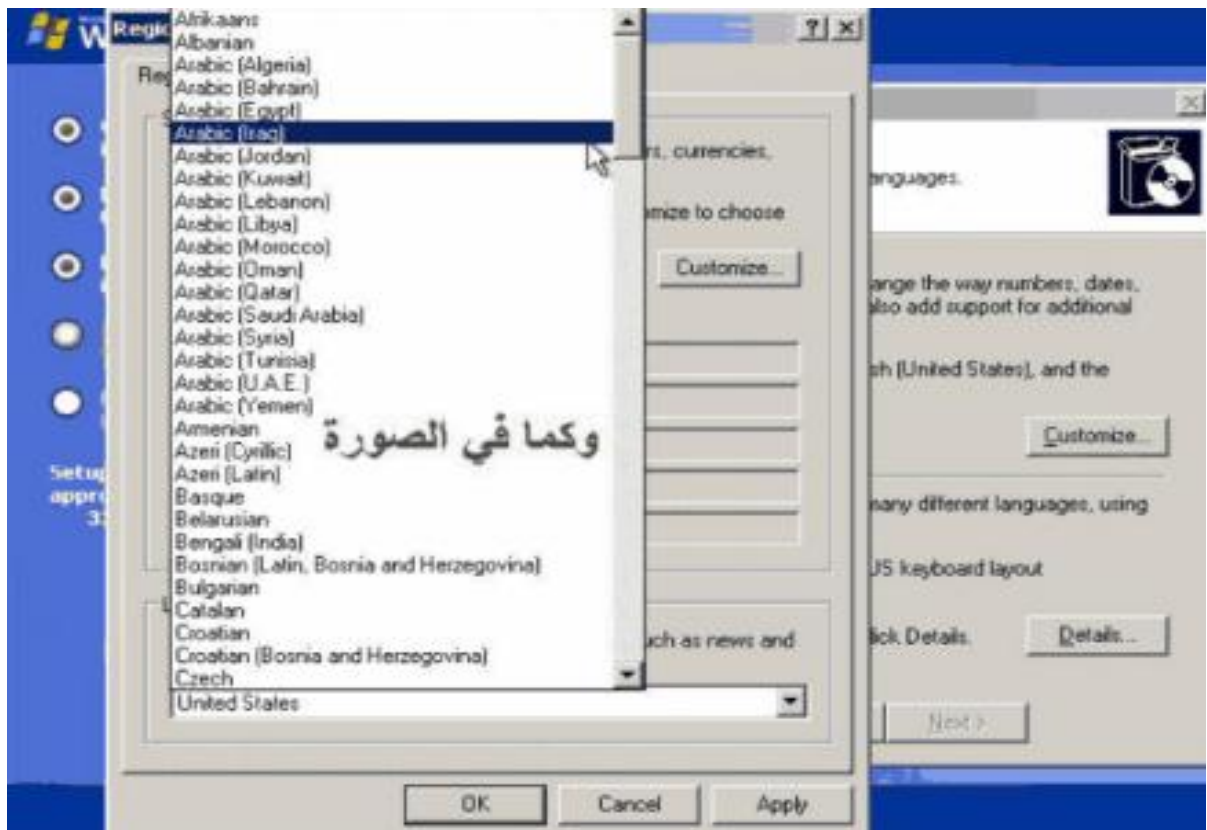 W
Regio
?
Afrikaans
Albanian
Arabic (Algeria)
Arabic (Bahrain)
Arabic (Egypt)
Arabic (Iraq)
Arabic (Jordan)
Arabic (Kuwait)
Arabic (Lebanon)
Arabic (Libya)
Arabic (Morocco)
Arabic (Oman)
Arabic (Qatar)
Arabic (Saudi Arabia)
Arabic (Syria)
Arabic (Tunisia)
Arabic (U.A.E.)
Arabic (Yemen)
Armenian
Azeri (Cyrillic)
Azeri (Latin)
Basque
Belarusian
Bengali (India)
Bosnian (Latin, Bosnia and Herzegovina)
Bulgarian
Catalan
Croatian
Croatian (Bosnia and Herzegovina)
Czech
وكما في الصورة
currencies,
mize to choose
Customize...
uch as news and
United States
OK
Cancel
Apply
anguages.
ange the way numbers, dates,
also add support for additional
sh (United States), and the
Customize...
many different languages, using
US keyboard layout
lick Details.
Details...
Next >
Setup
appro